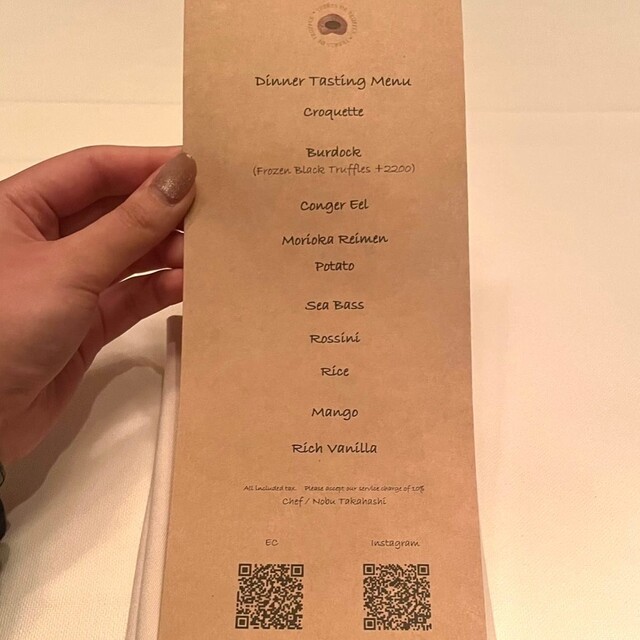 Dinner Tasting Menu
Croquette
Burdock
(Frozen Black Truffles +2200)
Conger Eel
Morioka Reimen
Potato
Sea Bass
Rossini
Rice
Mango
Rich Vanilla
All included tax. Please accept our service charge of 10%
Chef / Nobu Takahashi
EC Instagram